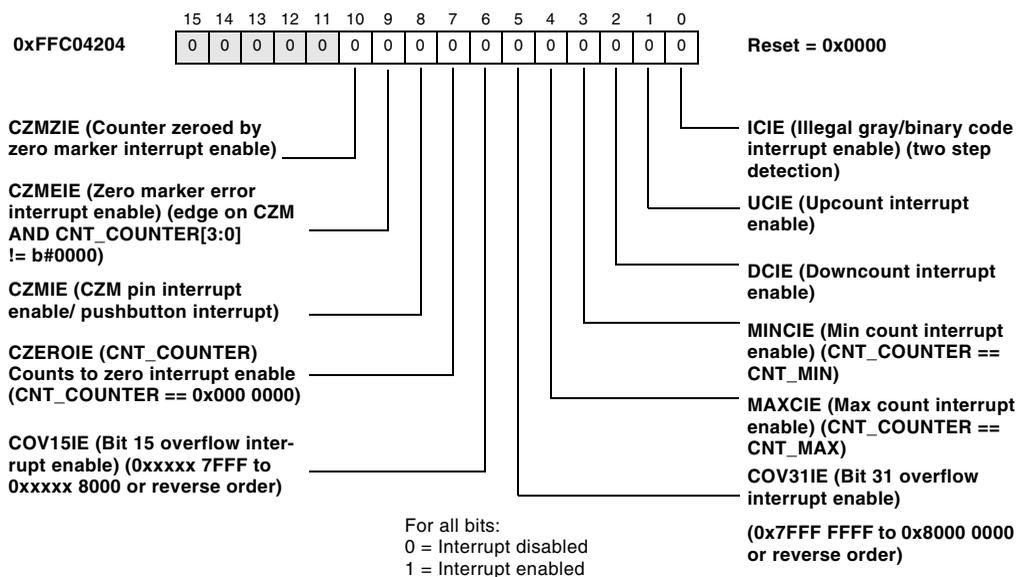 15 14 13 12 11 10 9 8 7 6 5 4 3 2 1 0
0xFFC04204
0 0 0 0 0 0 0 0 0 0 0 0 0 0 0 0
Reset = 0x0000
CZMZIE (Counter zeroed by
zero marker interrupt enable)
CZMEIE (Zero marker error
interrupt enable) (edge on CZM
AND CNT_COUNTER[3:0]
!= b#0000)
CZMIE (CZM pin interrupt
enable/ pushbutton interrupt)
CZEROIE (CNT_COUNTER)
Counts to zero interrupt enable
(CNT_COUNTER == 0x000 0000)
COV15IE (Bit 15 overflow inter-
rupt enable) (0xxxxx 7FFF to
0xxxxx 8000 or reverse order)
ICIE (Illegal gray/binary code
interrupt enable) (two step
detection)
UCIE (Upcount interrupt
enable)
DCIE (Downcount interrupt
enable)
MINCIE (Min count interrupt
enable) (CNT_COUNTER ==
CNT_MIN)
MAXCIE (Max count interrupt
enable) (CNT_COUNTER ==
CNT_MAX)
COV31IE (Bit 31 overflow
interrupt enable)
(0x7FFF FFFF to 0x8000 0000
or reverse order)
For all bits:
0 = Interrupt disabled
1 = Interrupt enabled